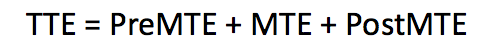 TTE = PreMTE + MTE + PostMTE